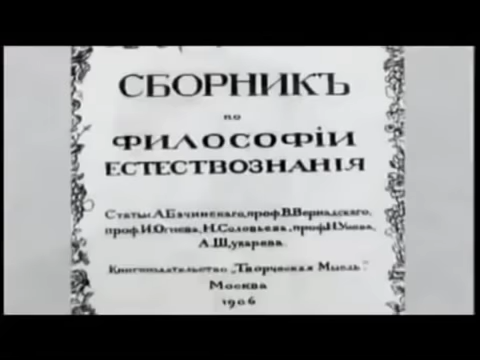 СБОРНИКЪ
по
ФИЛОСОФІИ
ЕСТЕСТВОЗНАНІЯ
Статьи А.Бачинскаго, проф. В.Вернадскаго,
проф. И.Огнева, Н.Соловьева, проф. Н.Умова,
А.Щукарева.
Книгоиздательство „Творческая Мысль".
Москва
1906